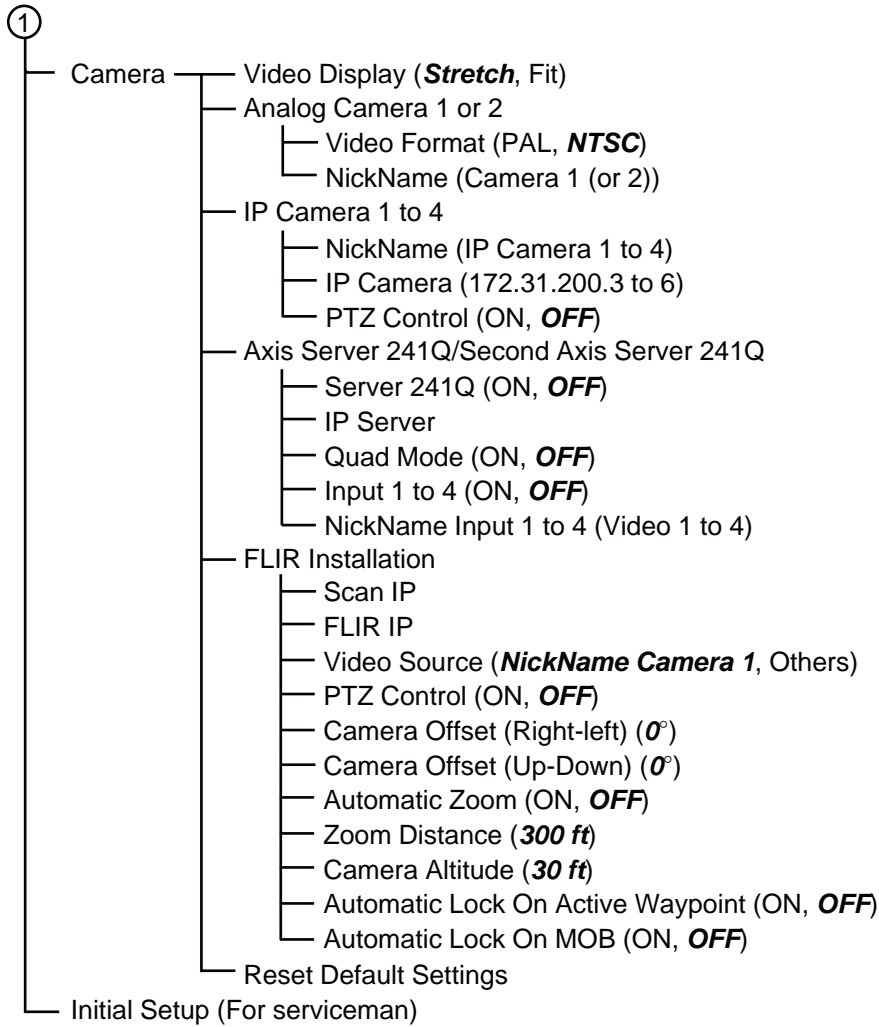 1
Camera
Video Display (Stretch, Fit)
Analog Camera 1 or 2
Video Format (PAL, NTSC)
NickName (Camera 1 (or 2))
IP Camera 1 to 4
NickName (IP Camera 1 to 4)
IP Camera (172.31.200.3 to 6)
PTZ Control (ON, OFF)
Axis Server 241Q/Second Axis Server 241Q
Server 241Q (ON, OFF)
IP Server
Quad Mode (ON, OFF)
Input 1 to 4 (ON, OFF)
NickName Input 1 to 4 (Video 1 to 4)
FLIR Installation
Scan IP
FLIR IP
Video Source (NickName Camera 1, Others)
PTZ Control (ON, OFF)
Camera Offset (Right-left) (0°)
Camera Offset (Up-Down) (0°)
Automatic Zoom (ON, OFF)
Zoom Distance (300 ft)
Camera Altitude (30 ft)
Automatic Lock On Active Waypoint (ON, OFF)
Automatic Lock On MOB (ON, OFF)
Reset Default Settings
Initial Setup (For serviceman)